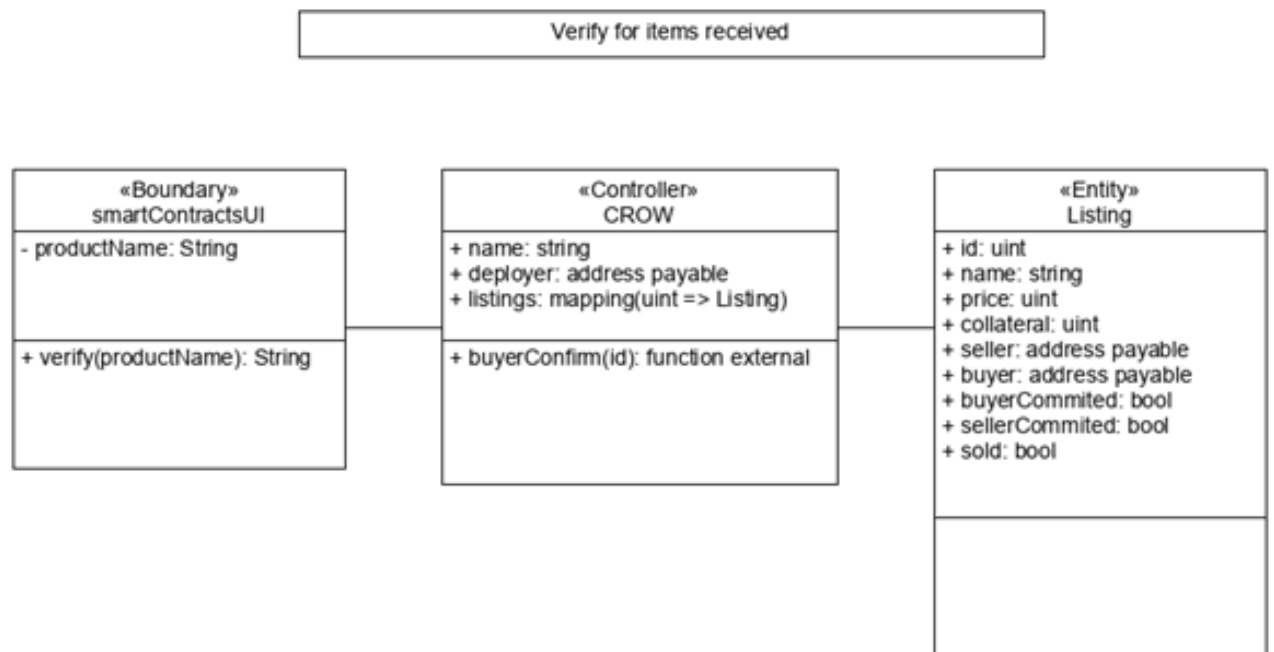 Verify for items received
«Boundary»
smartContractsUI
- productName: String
+ verify(productName): String
«Controller»
CROW
+ name: string
+ deployer: address payable
+ listings: mapping(uint => Listing)
+ buyerConfirm(id): function external
«Entity»
Listing
+ id: uint
+ name: string
+ price: uint
+ collateral: uint
+ seller: address payable
+ buyer: address payable
+ buyerCommited: bool
+ sellerCommited: bool
+ sold: bool